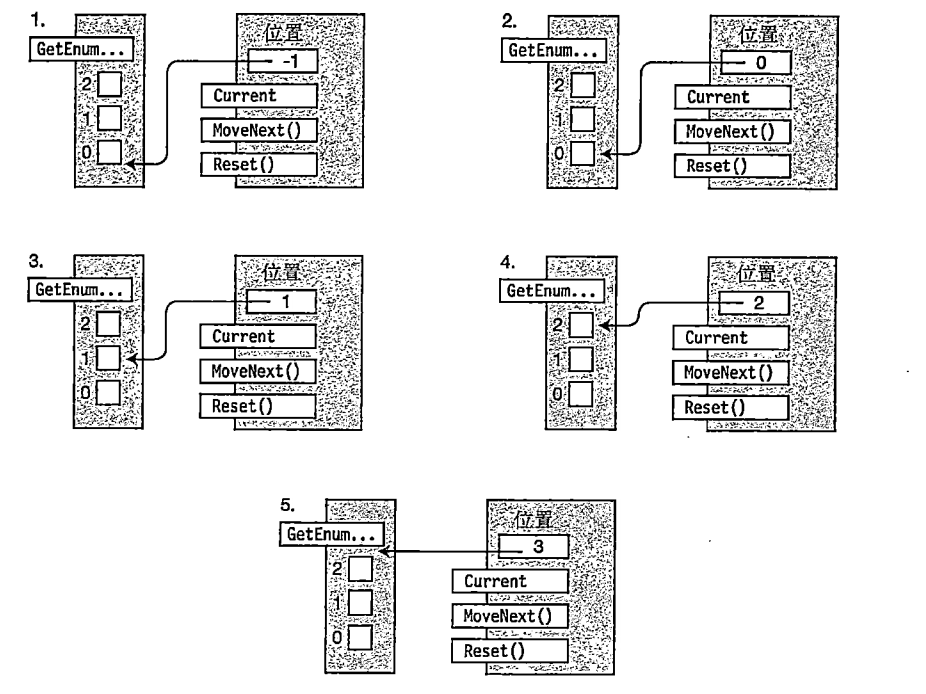 1.
位置
GetEnum...
-1
2
Current
1
MoveNext()
0
Reset()
2.
位置
GetEnum...
0
2
Current
1
MoveNext()
0
Reset()
3.
位置
GetEnum...
1
2
Current
1
MoveNext()
0
Reset()
4.
位置
GetEnum...
2
2
Current
1
MoveNext()
0
Reset()
5.
位置
GetEnum...
3
2
Current
1
MoveNext()
0
Reset()